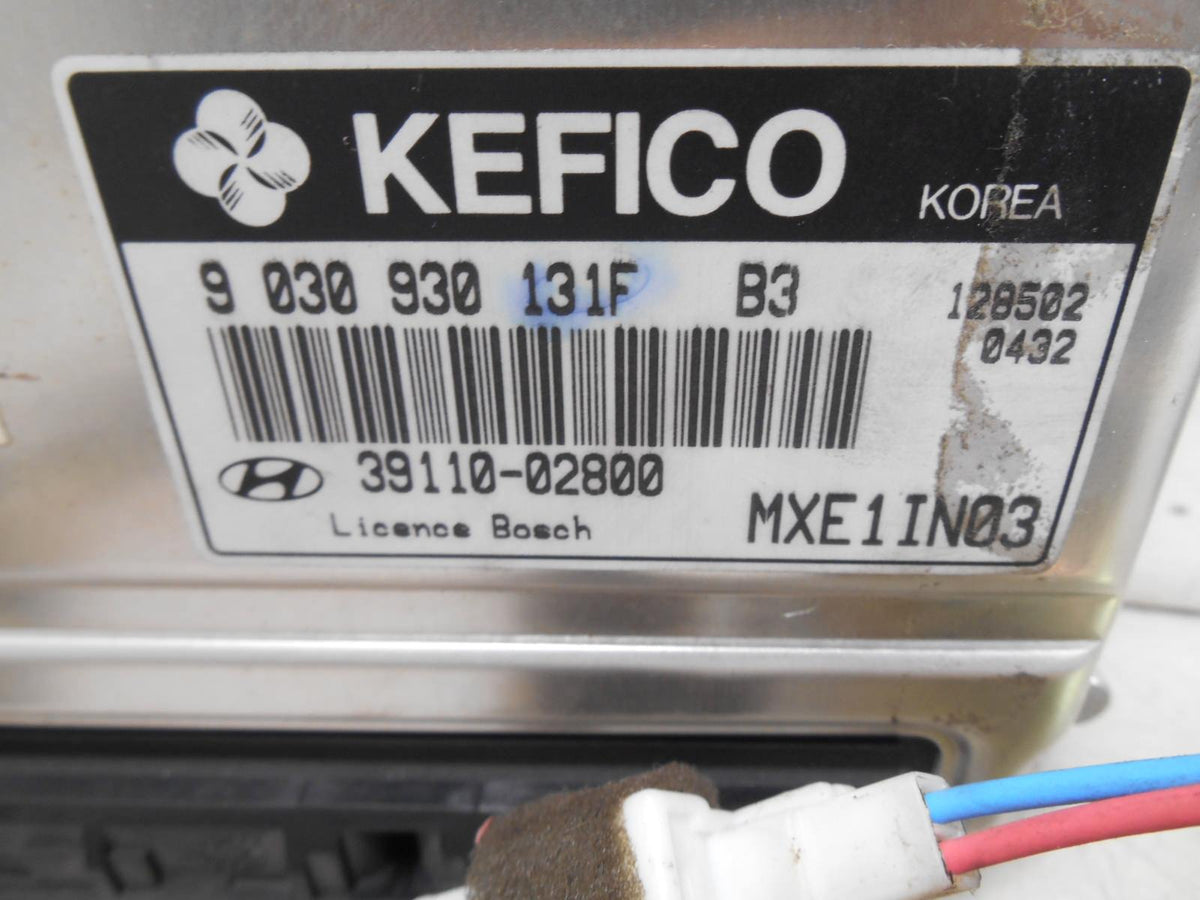 KEFICO KOREA
9 030 930 131F B3 128502
0432
39110-02800
Licence Bosch MXE1IN03